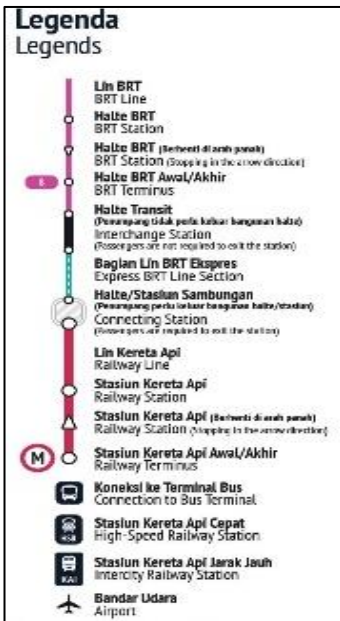 Legenda
Legends
Lin BRT
BRT Line
Halte BRT
BRT Station
Halte BRT (Berhenti di arah panah)
BRT Station (Stopping in the arrow direction)
Halte BRT Awal/Akhir
BRT Terminus
Halte Transit
(Penumpang tidak perlu keluar bangunan halte)
Interchange Station
(Passengers are not required to exit the station)
Bagian Lin BRT Ekspres
Express BRT Line Section
Halte/Stasiun Sambungan
(Penumpang perlu keluar bangunan halte/stasiun)
Connecting Station
(Passengers are required to exit the station)
Lin Kereta Api
Railway Line
Stasiun Kereta Api
Railway Station
Stasiun Kereta Api (Berhenti di arah panah)
Railway Station (Stopping in the arrow direction)
M
Stasiun Kereta Api Awal/Akhir
Railway Terminus
Koneksi ke Terminal Bus
Connection to Bus Terminal
Stasiun Kereta Api Cepat
High-Speed Railway Station
KAI
Stasiun Kereta Api Jarak Jauh
Intercity Railway Station
Bandar Udara
Airport